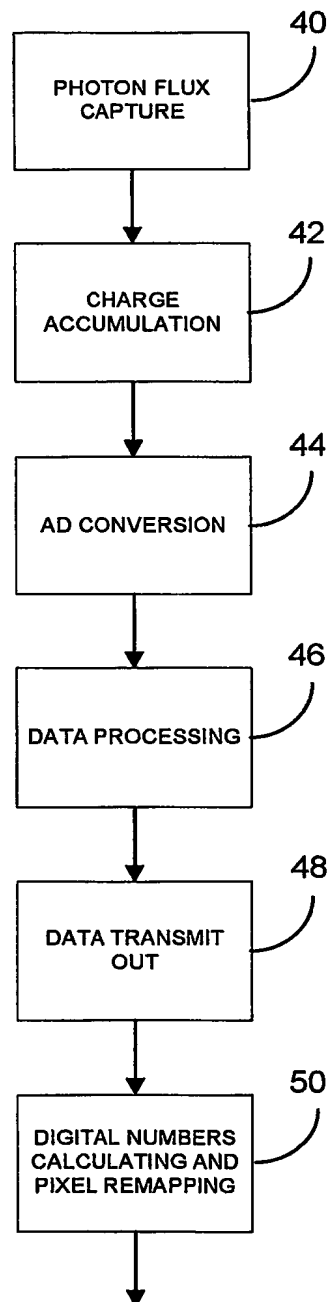 40
PHOTON FLUX
CAPTURE
42
CHARGE
ACCUMULATION
44
AD CONVERSION
46
DATA PROCESSING
48
DATA TRANSMIT
OUT
50
DIGITAL NUMBERS
CALCULATING AND
PIXEL REMAPPING